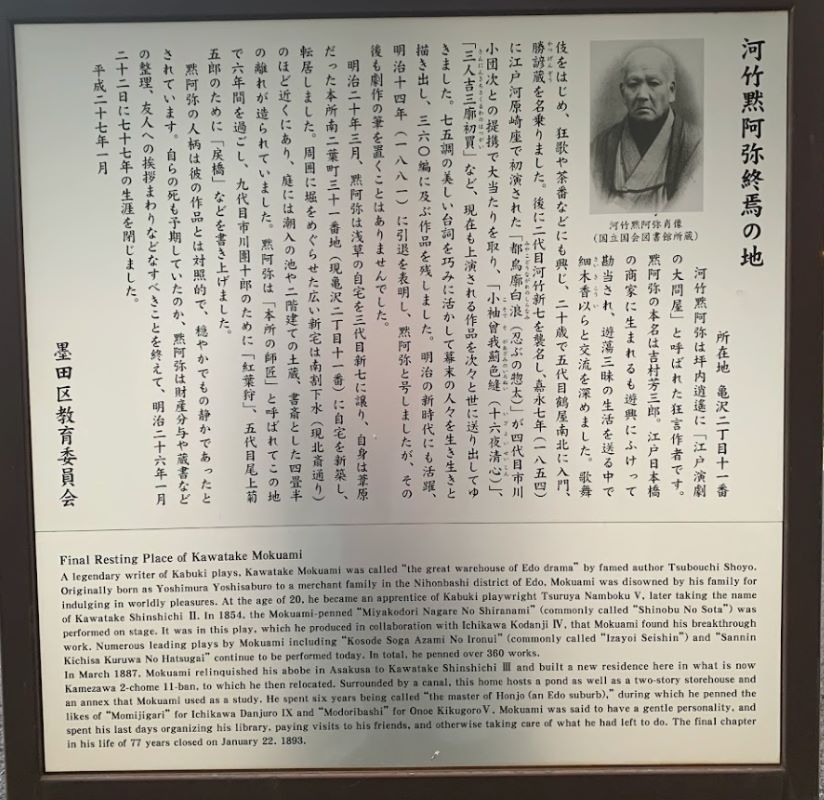 河竹黙阿弥終焉の地
所在地 亀沢二丁目十一番
河竹黙阿弥は坪内逍遙に「江戸演劇
の大問屋」と呼ばれた狂言作者です。
黙阿弥の本名は吉村芳三郎。江戸日本橋
の商家に生まれるも遊興にふけって
勘当され、遊蕩三昧の生活を送る中で
細木香以らと交流を深めました。歌舞
伎をはじめ、狂歌や茶番などにも興じ、二十歳で五代目鶴屋南北に入門、
勝諺蔵を名乗りました。後に二代目河竹新七を襲名し、嘉永七年(一八五四)
に江戸河原崎座で初演された「都鳥廓白浪(忍ぶの惣太)」が四代目市川
小団次との提携で大当たりを取り、「小袖曾我薊色縫(十六夜清心)」、
「三人吉三廓初買」など、現在も上演される作品を次々と世に送り出してゆ
きました。七五調の美しい台詞を巧みに活かして幕末の人々を生き生きと
描き出し、三六〇編に及ぶ作品を残しました。明治の新時代にも活躍、
明治十四年(一八八一)に引退を表明し、黙阿弥と号しましたが、その
後も劇作の筆を置くことはありませんでした。
明治二十年三月、黙阿弥は浅草の自宅を三代目新七に譲り、自身は葦原
だった本所南二葉町三十一番地(現亀沢二丁目十一番)に自宅を新築し、
転居しました。周囲に堀をめぐらせた広い新宅は南割下水(現北斎通り)
のほど近くにあり、庭には潮入の池や二階建ての土蔵、書斎とした四畳半
の離れが造られていました。黙阿弥は「本所の師匠」と呼ばれてこの地
で六年間を過ごし、九代目市川團十郎のために「紅葉狩」、五代目尾上菊
五郎のために「戻橋」などを書き上げました。
黙阿弥の人柄は彼の作品とは対照的で、穏やかでもの静かであったと
されています。自らの死も予期していたのか、黙阿弥は財産分与や蔵書など
の整理、友人への挨拶まわりなどなすべきことを終えて、明治二十六年一月
二十二日に七十七年の生涯を閉じました。
平成二十七年一月
墨田区教育委員会
河竹黙阿弥肖像
(国立国会図書館所蔵)
Final Resting Place of Kawatake Mokuami
A legendary writer of Kabuki plays, Kawatake Mokuami was called "the great warehouse of Edo drama" by famed author Tsubouchi Shoyo.
Originally born as Yoshimura Yoshisaburo to a merchant family in the Nihonbashi district of Edo, Mokuami was disowned by his family for
indulging in worldly pleasures. At the age of 20, he became an apprentice of Kabuki playwright Tsuruya Namboku V, later taking the name
of Kawatake Shinshichi II. In 1854, the Mokuami-penned "Miyakodori Nagare No Shiranami" (commonly called "Shinobu No Sota") was
performed on stage. It was in this play, which he produced in collaboration with Ichikawa Kodanji IV, that Mokuami found his breakthrough
work. Numerous leading plays by Mokuami including "Kosode Soga Azami No Ironui" (commonly called "Izayoi Seishin") and "Sannin
Kichisa Kuruwa No Hatsugai" continue to be performed today. In total, he penned over 360 works.
In March 1887, Mokuami relinquished his abobe in Asakusa to Kawatake Shinshichi III and built a new residence here in what is now
Kamezawa 2-chome 11-ban, to which he then relocated. Surrounded by a canal, this home hosts a pond as well as a two-story storehouse and
an annex that Mokuami used as a study. He spent six years being called "the master of Honjo (an Edo suburb)," during which he penned the
likes of "Momijigari" for Ichikawa Danjuro IX and "Modoribashi" for Onoe Kikugoro V. Mokuami was said to have a gentle personality, and
spent his last days organizing his library, paying visits to his friends, and otherwise taking care of what he had left to do. The final chapter
in his life of 77 years closed on January 22, 1893.